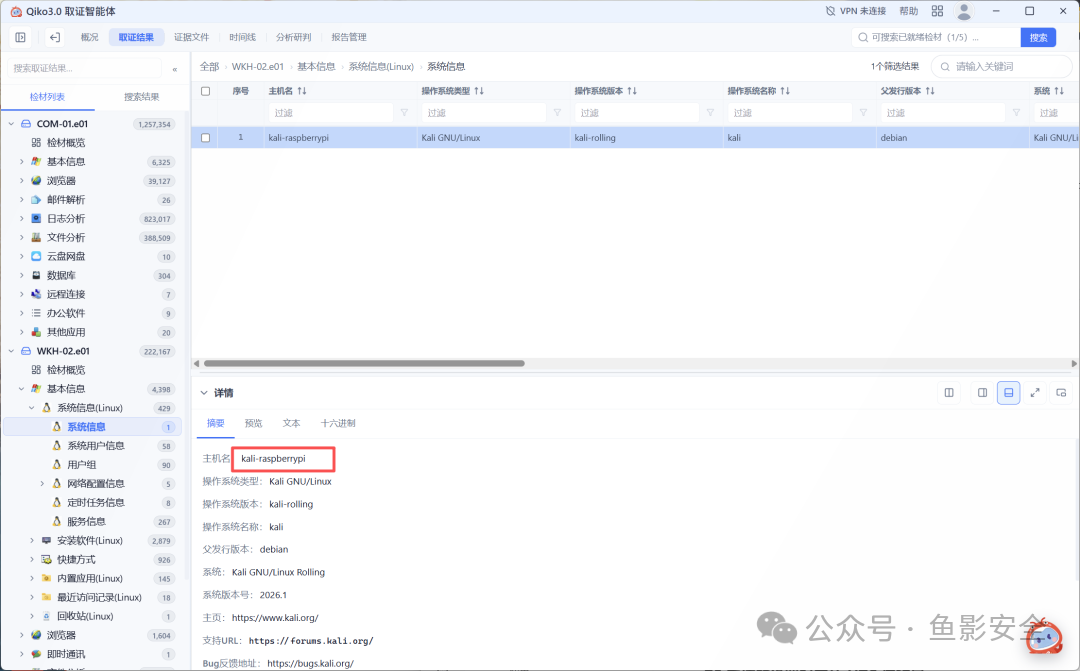 Qiko3.0 取证智能体
VPN 未连接 帮助
概况 取证结果 证据文件 时间线 分析研判 报告管理
可搜索已就绪检材（1/5）... 搜索
搜索取证结果...
«
全部 › WKH-02.e01 › 基本信息 › 系统信息(Linux) › 系统信息
1个筛选结果 请输入关键词
检材列表 搜索结果
序号 主机名 ↑↓ 操作系统类型 ↑↓ 操作系统版本 ↑↓ 操作系统名称 ↑↓ 父发行版本 ↑↓ 系统 ↑↓
过滤 过滤 过滤 过滤 过滤 过滤
1 kali-raspberrypi Kali GNU/Linux kali-rolling kali debian Kali GNU/Li
COM-01.e01 1,257,354
检材概览
基本信息 6,325
浏览器 39,127
邮件解析 26
日志分析 823,017
文件分析 388,509
云盘网盘 10
数据库 304
远程连接 7
办公软件 9
其他应用 20
WKH-02.e01 222,167
检材概览
基本信息 4,398
系统信息(Linux) 429
系统信息 1
系统用户信息 58
用户组 90
网络配置信息 5
定时任务信息 8
服务信息 267
安装软件(Linux) 2,879
快捷方式 926
内置应用(Linux) 145
最近访问记录(Linux) 18
回收站(Linux) 1
浏览器 1,604
即时通讯 1
详情
摘要 预览 文本 十六进制
主机名 kali-raspberrypi
操作系统类型： Kali GNU/Linux
操作系统版本： kali-rolling
操作系统名称： kali
父发行版本： debian
系统： Kali GNU/Linux Rolling
系统版本号： 2026.1
主页： https://www.kali.org/
支持URL： https://forums.kali.org/
Bug反馈地址： https://bugs.kali.org/
公众号 · 鱼影安全